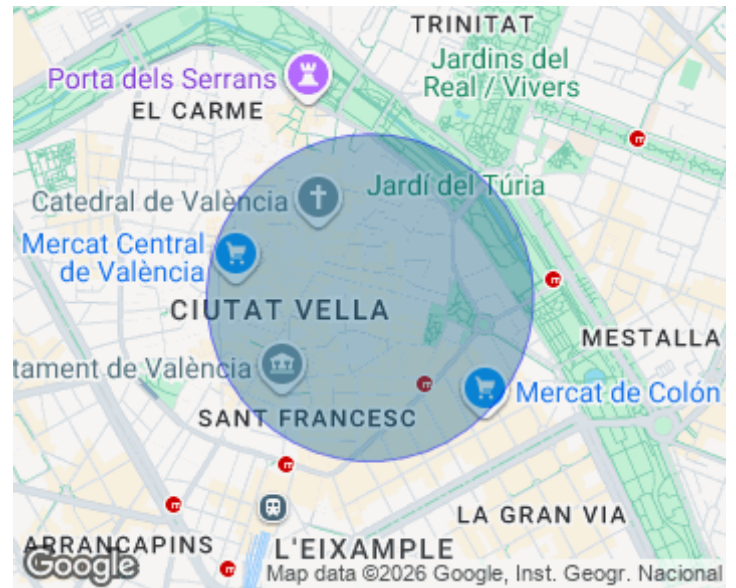 TRINITAT
Jardins del
Real / Vivers
Porta dels Serrans
EL CARME
Jardí del Túria
Catedral de València
Mercat Central
de València
CIUTAT VELLA
MESTALLA
tament de València
Mercat de Colón
SANT FRANCESC
LA GRAN VIA
ARRANCAPINS
L'EIXAMPLE
Google
Map data ©2026 Google, Inst. Geogr. Nacional